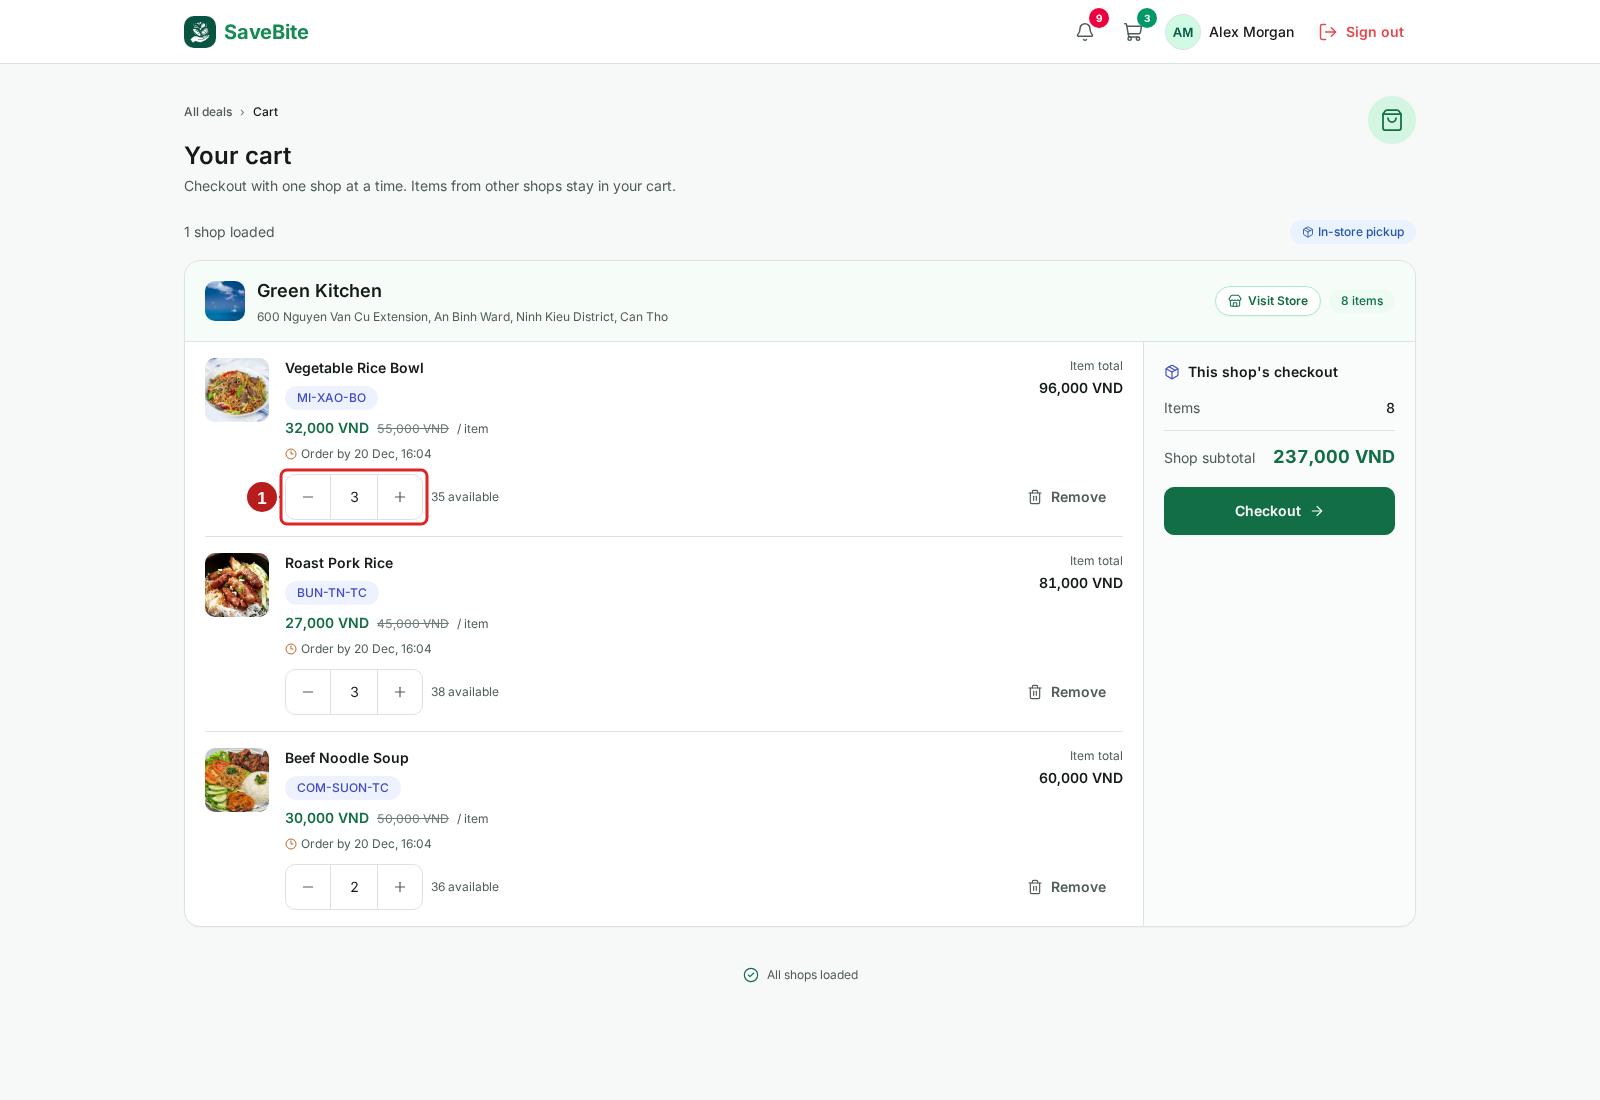 SaveBite
9
3
AM
Alex Morgan
Sign out
All deals › Cart
Your cart
Checkout with one shop at a time. Items from other shops stay in your cart.
1 shop loaded
In-store pickup
Green Kitchen
600 Nguyen Van Cu Extension, An Binh Ward, Ninh Kieu District, Can Tho
Visit Store
8 items
Vegetable Rice Bowl
MI-XAO-BO
32,000 VND 55,000 VND / item
Order by 20 Dec, 16:04
1
− 3 + 35 available
Item total
96,000 VND
Remove
Roast Pork Rice
BUN-TN-TC
27,000 VND 45,000 VND / item
Order by 20 Dec, 16:04
− 3 + 38 available
Item total
81,000 VND
Remove
Beef Noodle Soup
COM-SUON-TC
30,000 VND 50,000 VND / item
Order by 20 Dec, 16:04
− 2 + 36 available
Item total
60,000 VND
Remove
This shop's checkout
Items 8
Shop subtotal 237,000 VND
Checkout →
All shops loaded